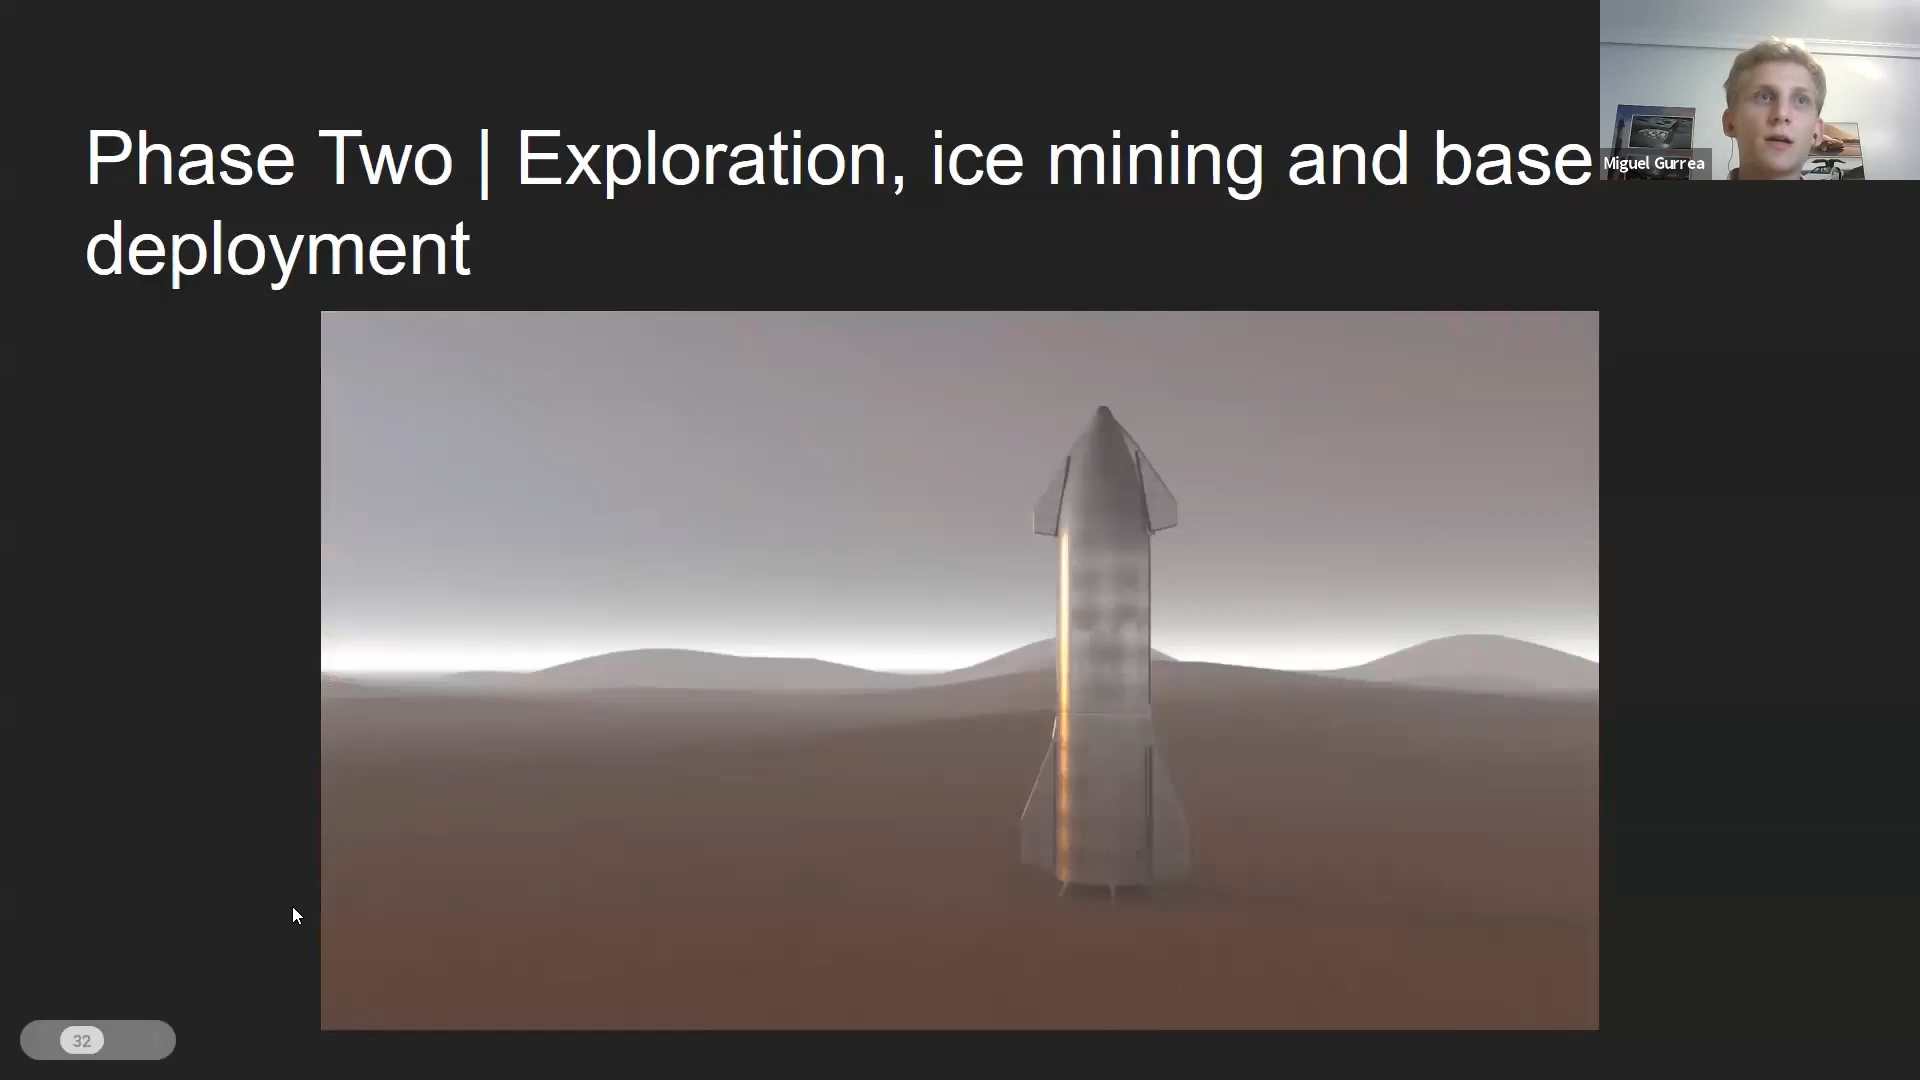 Phase Two | Exploration, ice mining and base
deployment
Miguel Gurrea
32